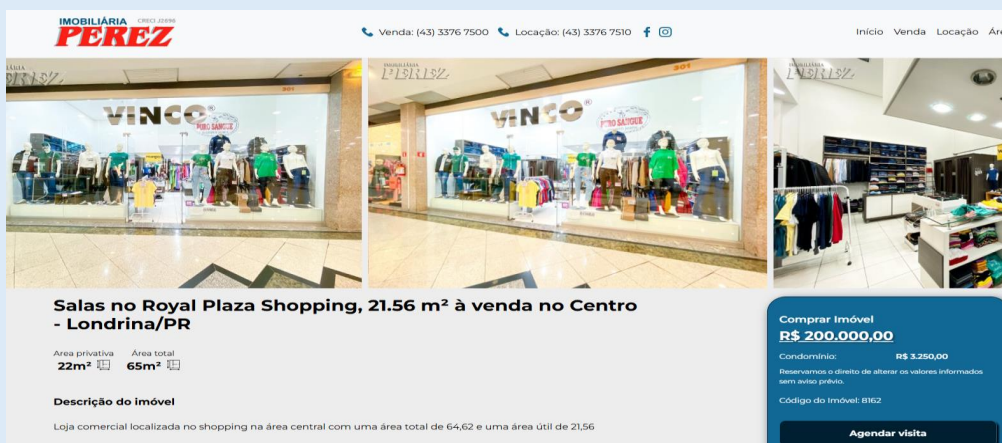 IMOBILIÁRIA CRECI J2690
PEREZ
Venda: (43) 3376 7500 Locação: (43) 3376 7510
Início Venda Locação Áre
PEREZ
301
VINCO®
PURO SANGUE
IMOBILIÁRIA
PEREZ
301
VINCO®
PURO SANGUE
IMOBILIÁRIA
PEREZ
Salas no Royal Plaza Shopping, 21.56 m² à venda no Centro
- Londrina/PR
Area privativa Área total
22m² 65m²
Descrição do imóvel
Loja comercial localizada no shopping na área central com uma área total de 64,62 e uma área útil de 21,56
Comprar Imóvel
R$ 200.000,00
Condomínio: R$ 3.250,00
Reservamos o direito de alterar os valores informados
sem aviso prévio.
Código do Imóvel: 8162
Agendar visita